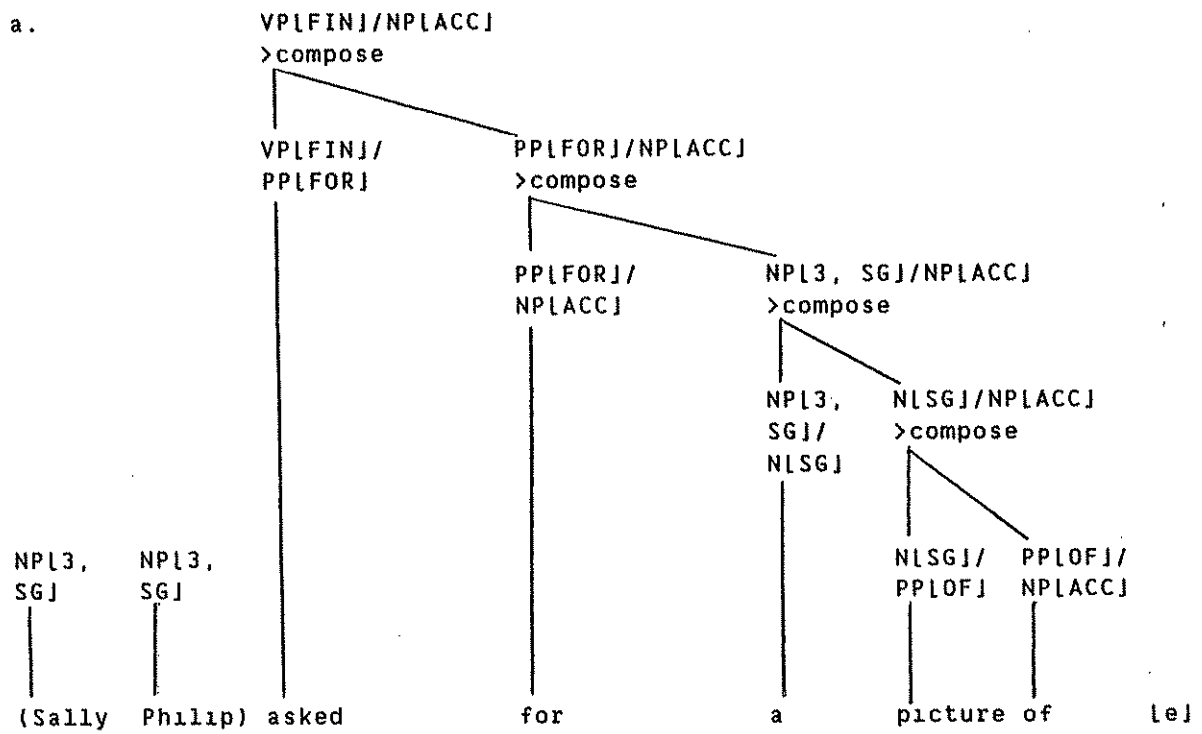 a. VP[FIN]/NP[ACC]
>compose
VP[FIN]/ PP[FOR]/NP[ACC]
PP[FOR] >compose
PP[FOR]/ NP[3, SG]/NP[ACC]
NP[ACC] >compose
NP[3, N[SG]/NP[ACC]
SG]/ >compose
N[SG]
NP[3, NP[3, N[SG]/ PP[OF]/
SG] SG] PP[OF] NP[ACC]
(Sally Philip) asked for a picture of [e]